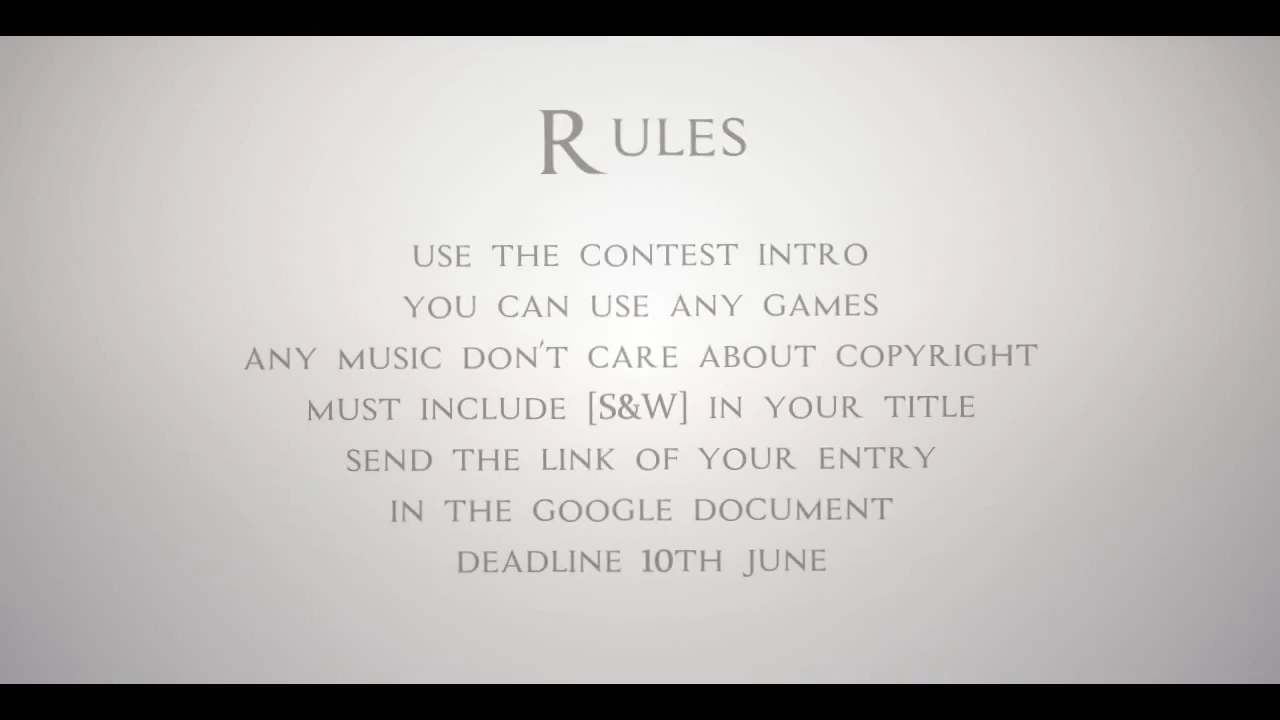 RULES
USE THE CONTEST INTRO
YOU CAN USE ANY GAMES
ANY MUSIC DON'T CARE ABOUT COPYRIGHT
MUST INCLUDE [S&W] IN YOUR TITLE
SEND THE LINK OF YOUR ENTRY
IN THE GOOGLE DOCUMENT
DEADLINE 10TH JUNE